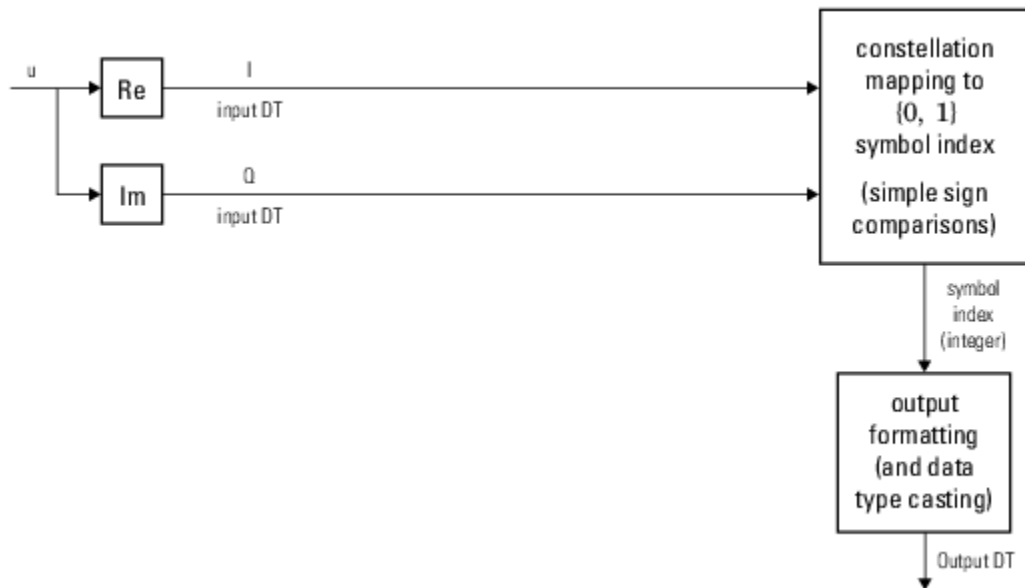 u
Re
I
input DT
Im
Q
input DT
constellation
mapping to
{0, 1}
symbol index
(simple sign
comparisons)
symbol
index
(integer)
output
formatting
(and data
type casting)
Output DT